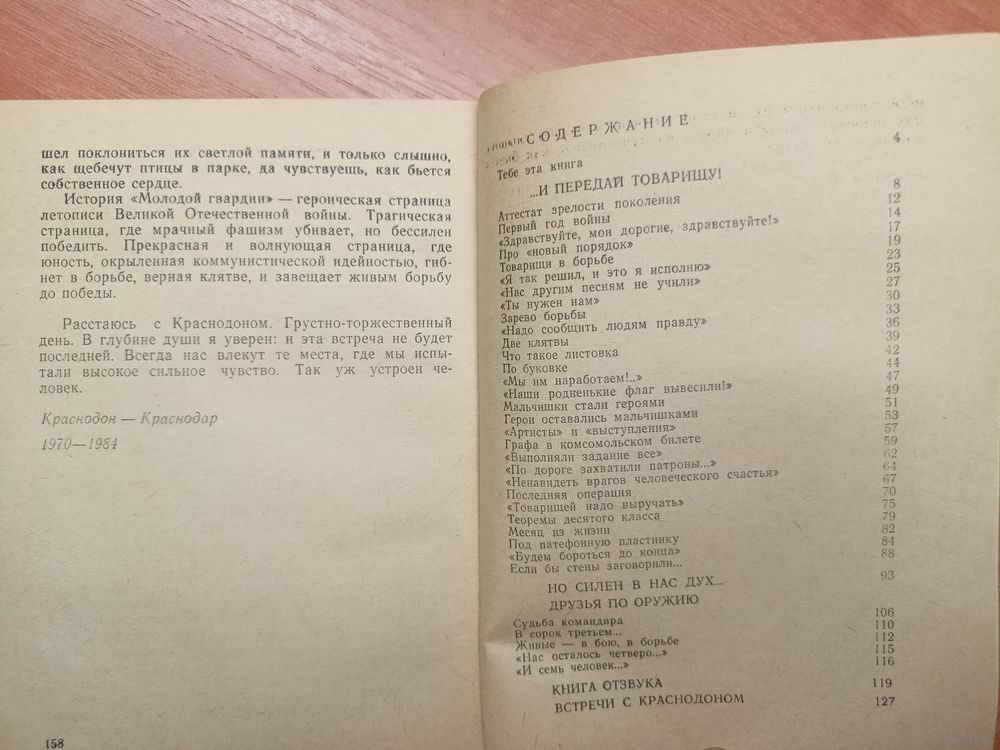 шел поклониться их светлой памяти, и только слышно,
как щебечут птицы в парке, да чувствуешь, как бьется
собственное сердце.
История «Молодой гвардии» — героическая страница
летописи Великой Отечественной войны. Трагическая
страница, где мрачный фашизм убивает, но бессилен
победить. Прекрасная и волнующая страница, где
юность, окрыленная коммунистической идейностью, гиб-
нет в борьбе, верная клятве, и завещает живым борьбу
до победы.
Расстаюсь с Краснодоном. Грустно-торжественный
день. В глубине души я уверен: и эта встреча не будет
последней. Всегда нас влекут те места, где мы испы-
тали высокое сильное чувство. Так уж устроен че-
ловек.
Краснодон — Краснодар
1970—1984
158
СОДЕРЖАНИЕ
Тебе эта книга 4
...И ПЕРЕДАЙ ТОВАРИЩУ!
Аттестат зрелости поколения 8
Первый год войны 12
«Здравствуйте, мои дорогие, здравствуйте!» 14
Про «новый порядок» 17
Товарищи в борьбе 19
«Я так решил, и это я исполню» 23
«Нас другим песням не учили» 25
«Ты нужен нам» 27
Зарево борьбы 30
«Надо сообщить людям правду» 33
Две клятвы 36
Что такое листовка 39
По буковке 42
«Мы им наработаем!..» 44
«Наши родненькие флаг вывесили!» 47
Мальчишки стали героями 49
Герои оставались мальчишками 51
«Артисты» и «выступления» 53
Графа в комсомольском билете 57
«Выполняли задание все» 59
«По дороге захватили патроны...» 62
«Ненавидеть врагов человеческого счастья» 64
Последняя операция 67
«Товарищей надо выручать» 70
Теоремы десятого класса 75
Месяц из жизни 79
Под патефонную пластинку 82
«Будем бороться до конца» 84
Если бы стены заговорили... 88
НО СИЛЕН В НАС ДУХ... 93
ДРУЗЬЯ ПО ОРУЖИЮ
Судьба командира 106
В сорок третьем... 110
Живые — в бою, в борьбе 112
«Нас осталось четверо...» 115
«И семь человек...» 116
КНИГА ОТЗВУКА 119
ВСТРЕЧИ С КРАСНОДОНОМ 127